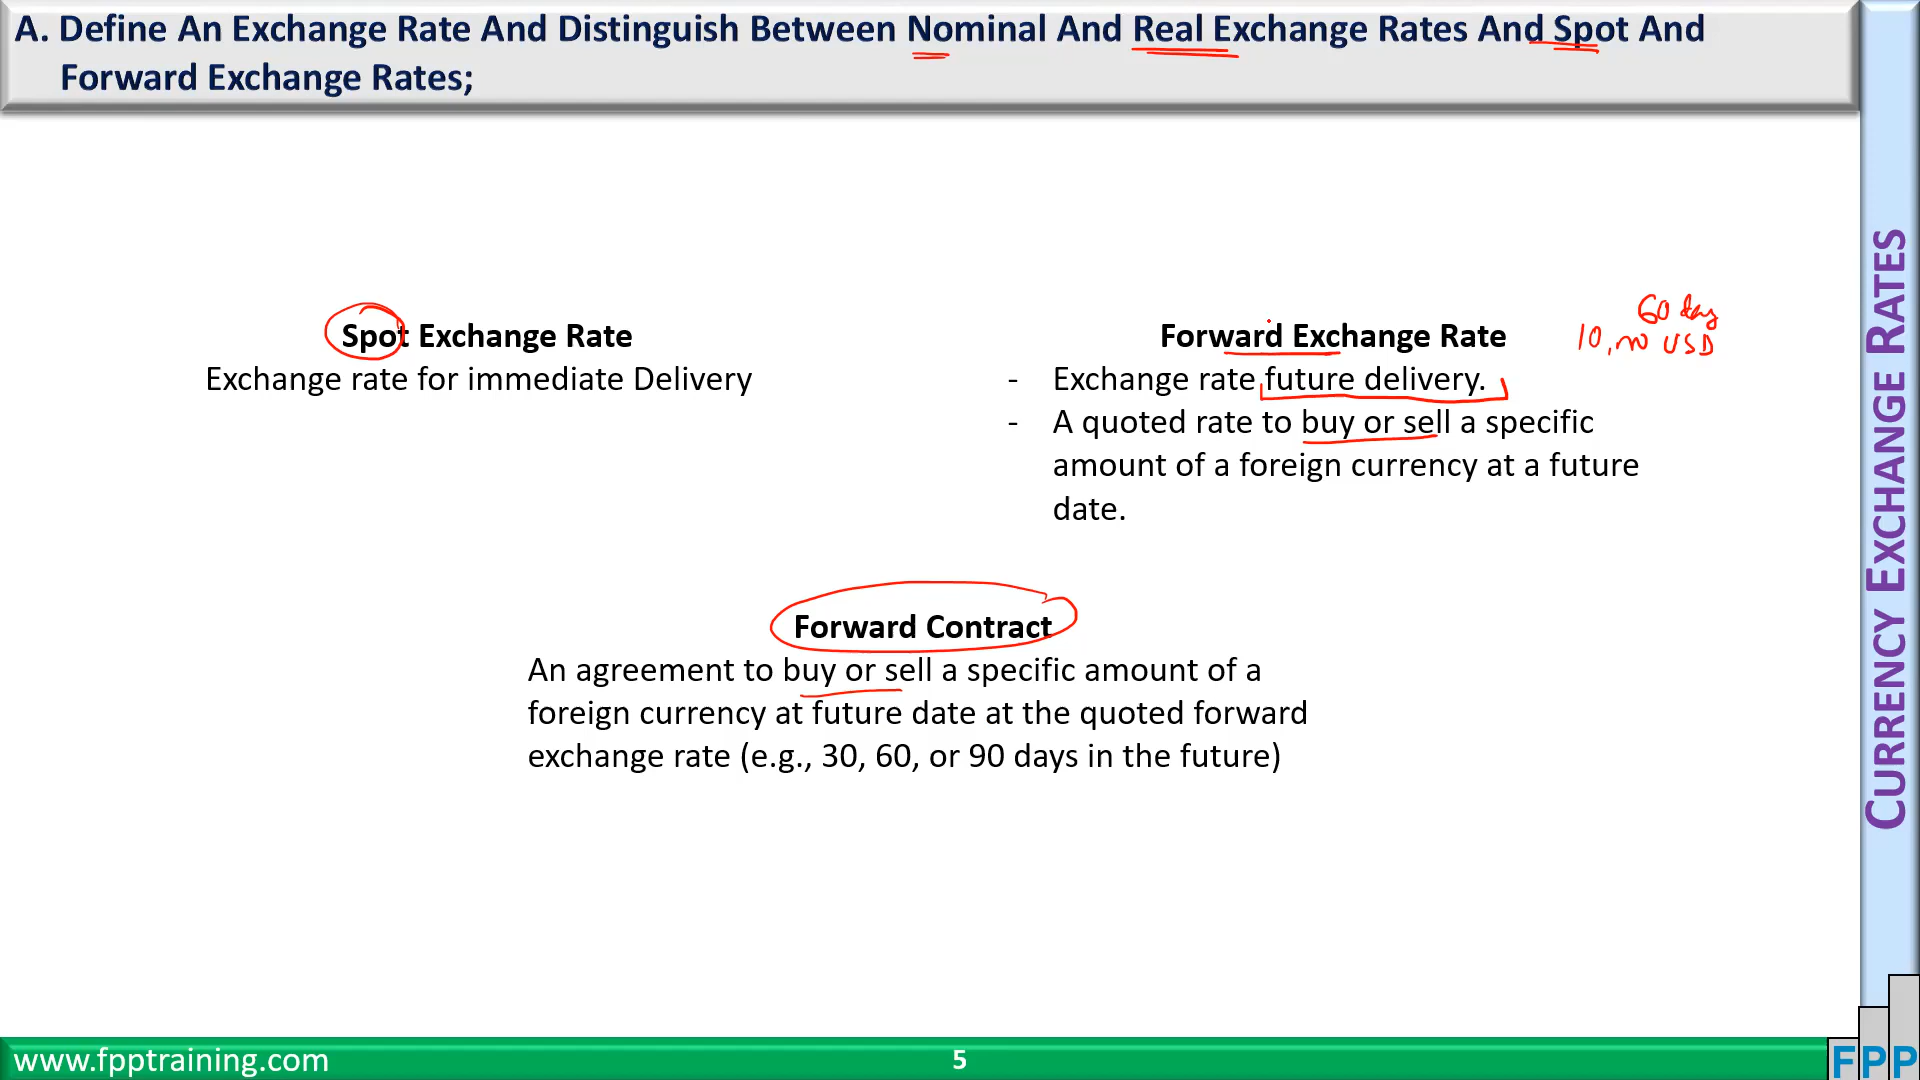 A. Define An Exchange Rate And Distinguish Between Nominal And Real Exchange Rates And Spot And
Forward Exchange Rates;
Spot Exchange Rate
Exchange rate for immediate Delivery
Forward Exchange Rate
- Exchange rate future delivery.
- A quoted rate to buy or sell a specific
amount of a foreign currency at a future
date.
60 day
10, USD
Forward Contract
An agreement to buy or sell a specific amount of a
foreign currency at future date at the quoted forward
exchange rate (e.g., 30, 60, or 90 days in the future)
CURRENCY EXCHANGE RATES
www.fpptraining.com
5
FPP